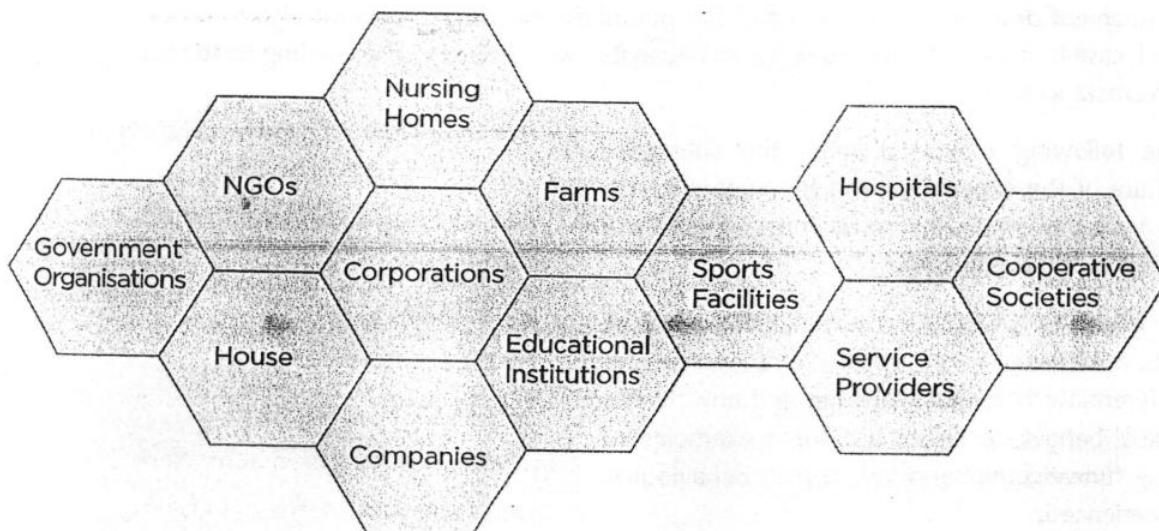 Nursing
Homes
NGOs
Farms
Hospitals
Government
Organisations
Corporations
Sports
Facilities
Cooperative
Societies
House
Educational
Institutions
Service
Providers
Companies